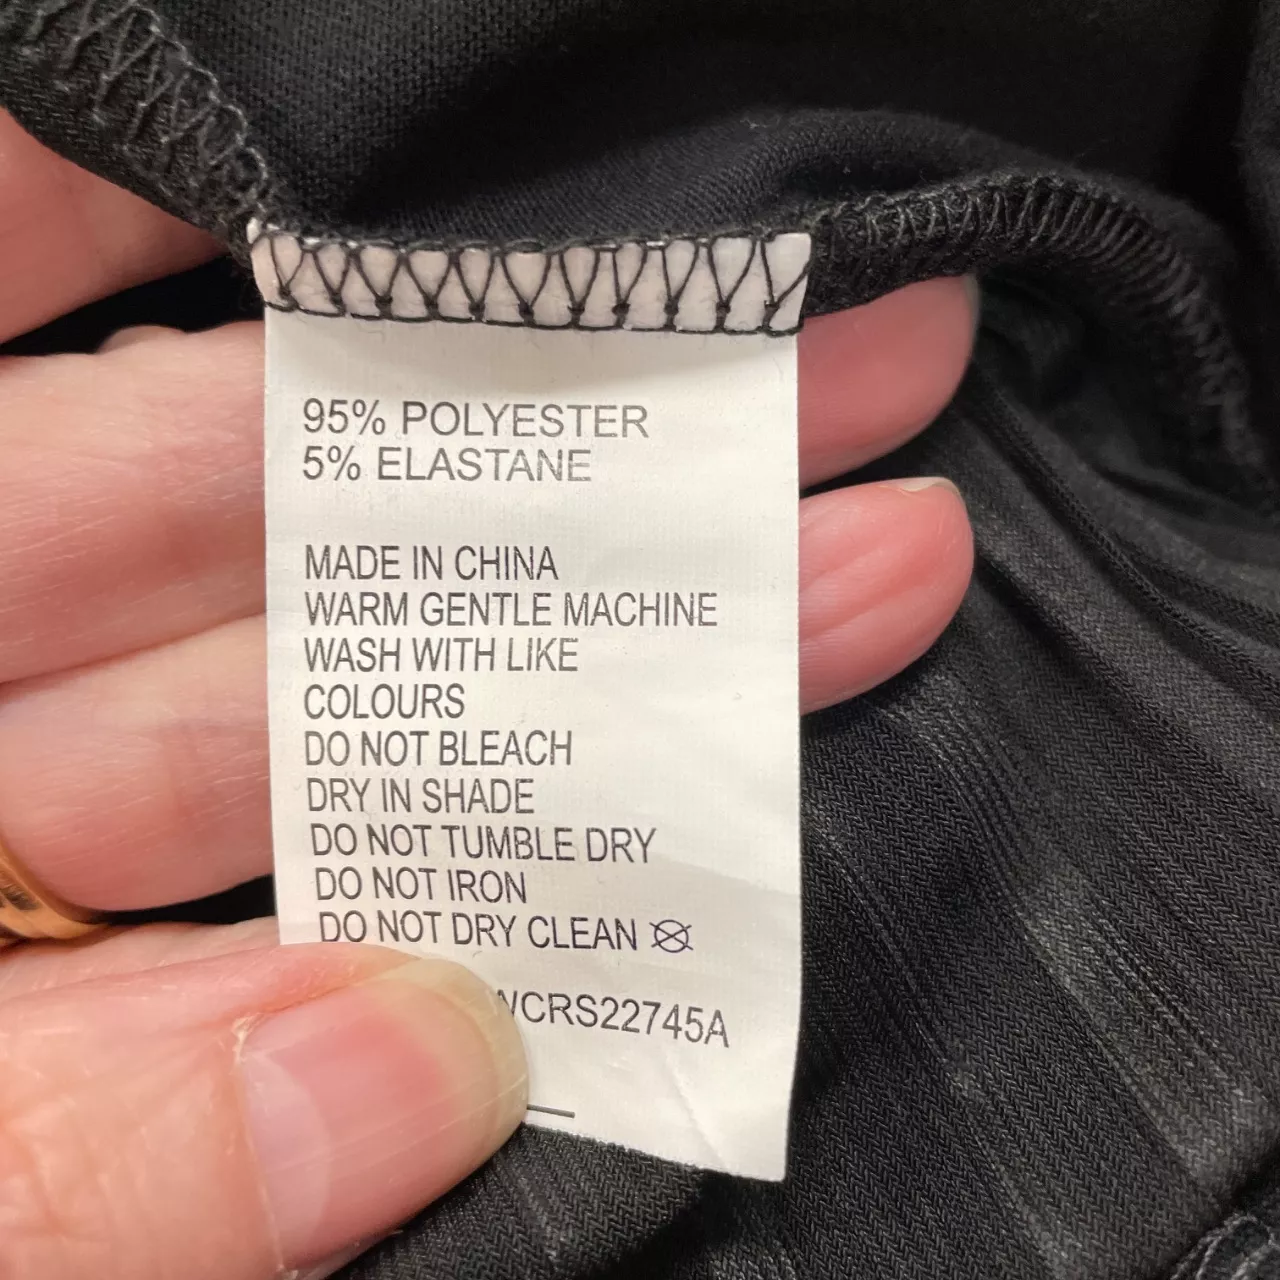 95% POLYESTER
5% ELASTANE
MADE IN CHINA
WARM GENTLE MACHINE
WASH WITH LIKE
COLOURS
DO NOT BLEACH
DRY IN SHADE
DO NOT TUMBLE DRY
DO NOT IRON
DO NOT DRY CLEAN